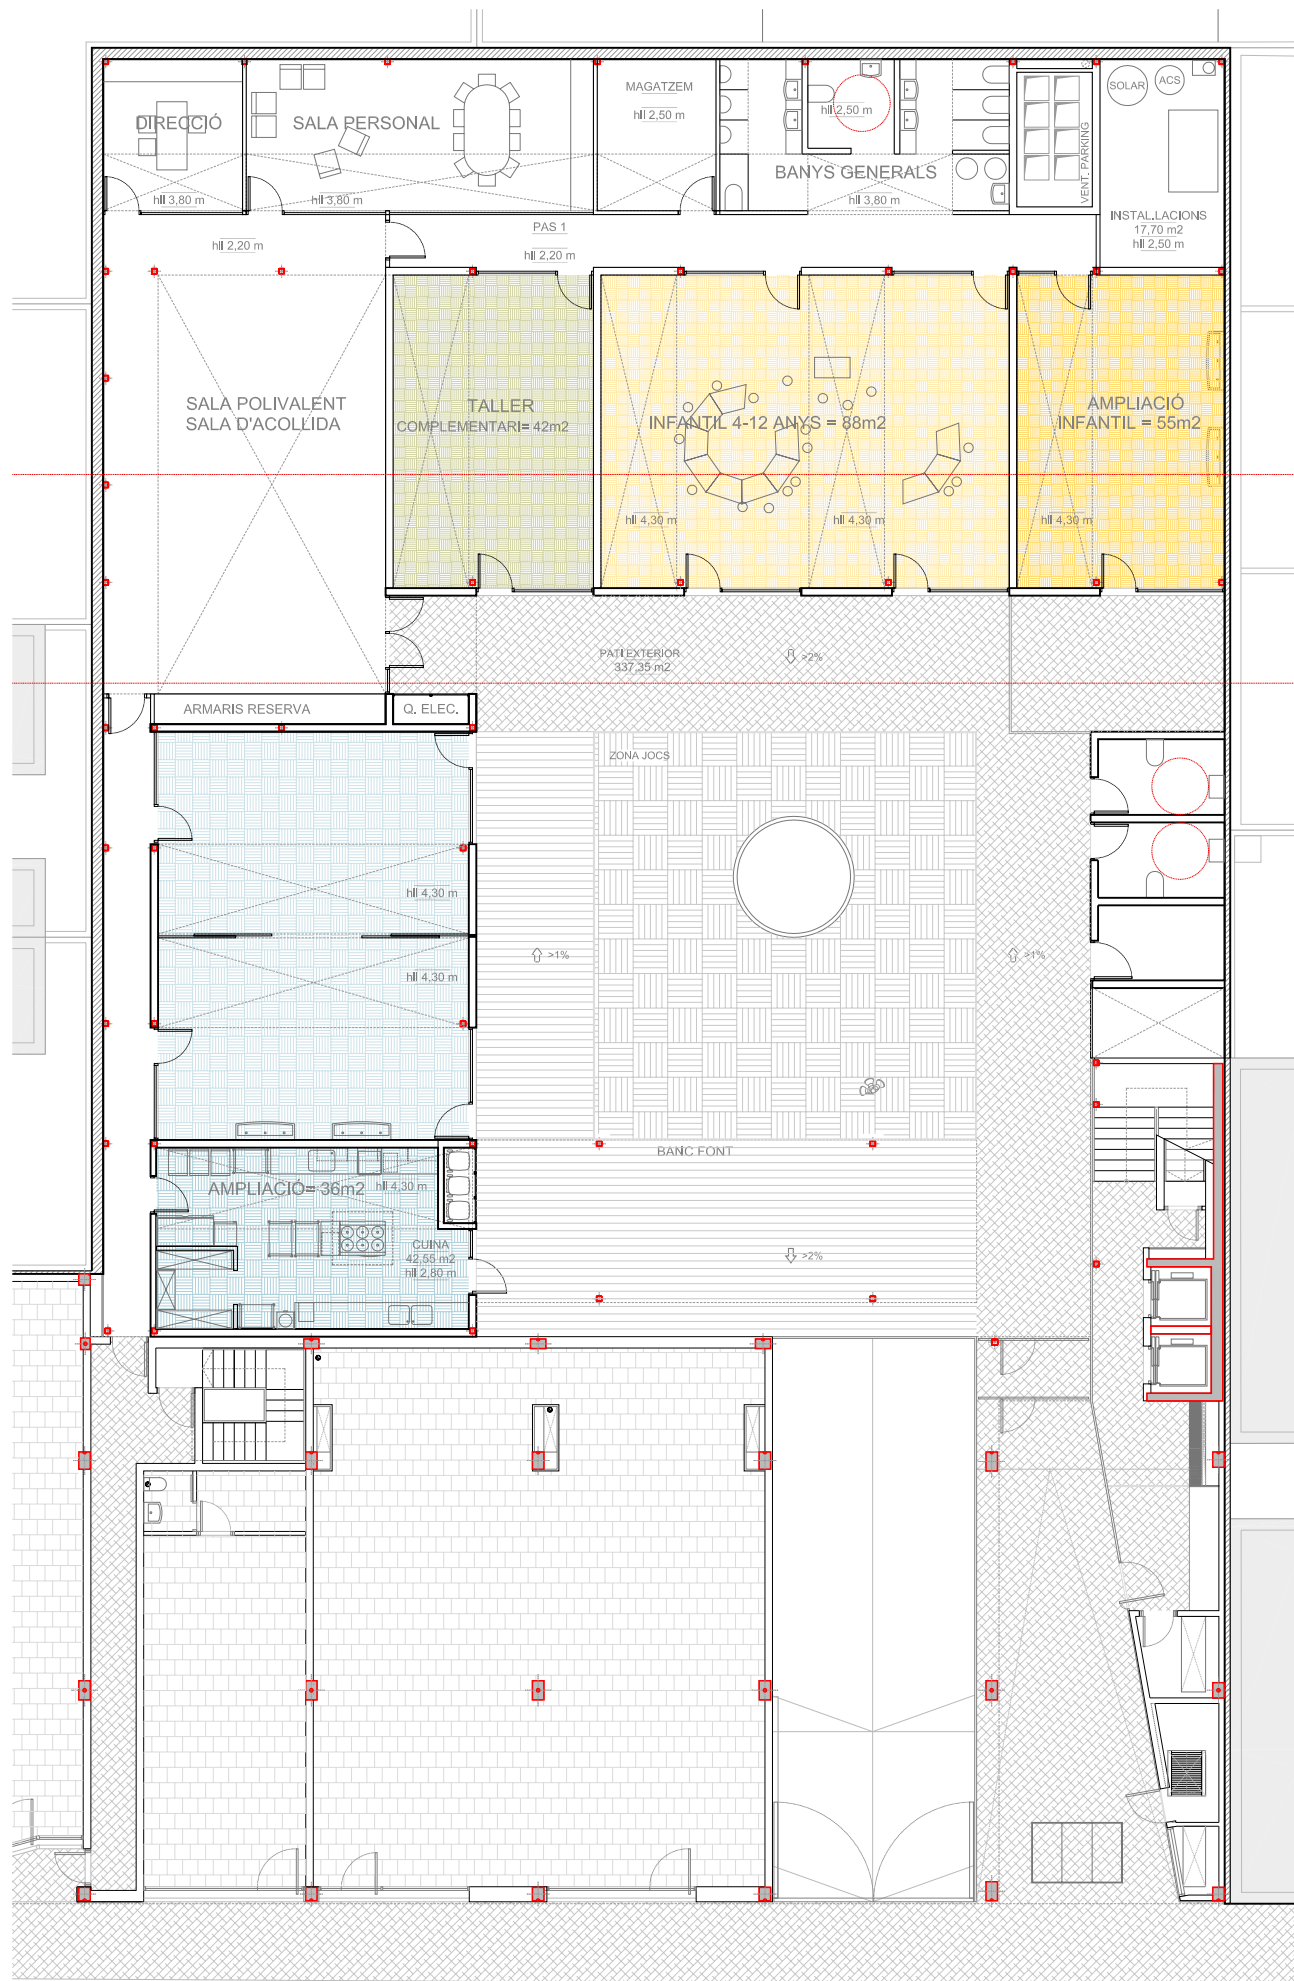 DIRECCIÓ
hll 3,80 m
SALA PERSONAL
hll 3,80 m
MAGATZEM
hll 2,50 m
hll 2,50 m
BANYS GENERALS
hll 3,80 m
VENT. PARKING
SOLAR
ACS
INSTAL.LACIONS
17,70 m2
hll 2,50 m
hll 2,20 m
PAS 1
hll 2,20 m
SALA POLIVALENT
SALA D'ACOLLIDA
TALLER
COMPLEMENTARI= 42m2
INFANTIL 4-12 ANYS = 88m2
hll 4,30 m
hll 4,30 m
AMPLIACIÓ
INFANTIL = 55m2
hll 4,30 m
PATI EXTERIOR
337,35 m2
>2%
ARMARIS RESERVA
Q. ELEC.
ZONA JOCS
hll 4,30 m
hll 4,30 m
>1%
>1%
BANC FONT
AMPLIACIÓ= 36m2
hll 4,30 m
CUINA
42,55 m2
hll 2,80 m
>2%